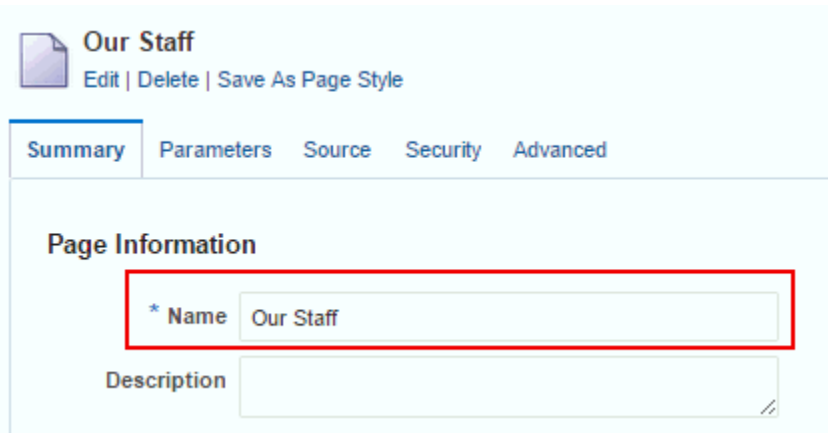 Our Staff
Edit | Delete | Save As Page Style
Summary Parameters Source Security Advanced
Page Information
* Name Our Staff
Description